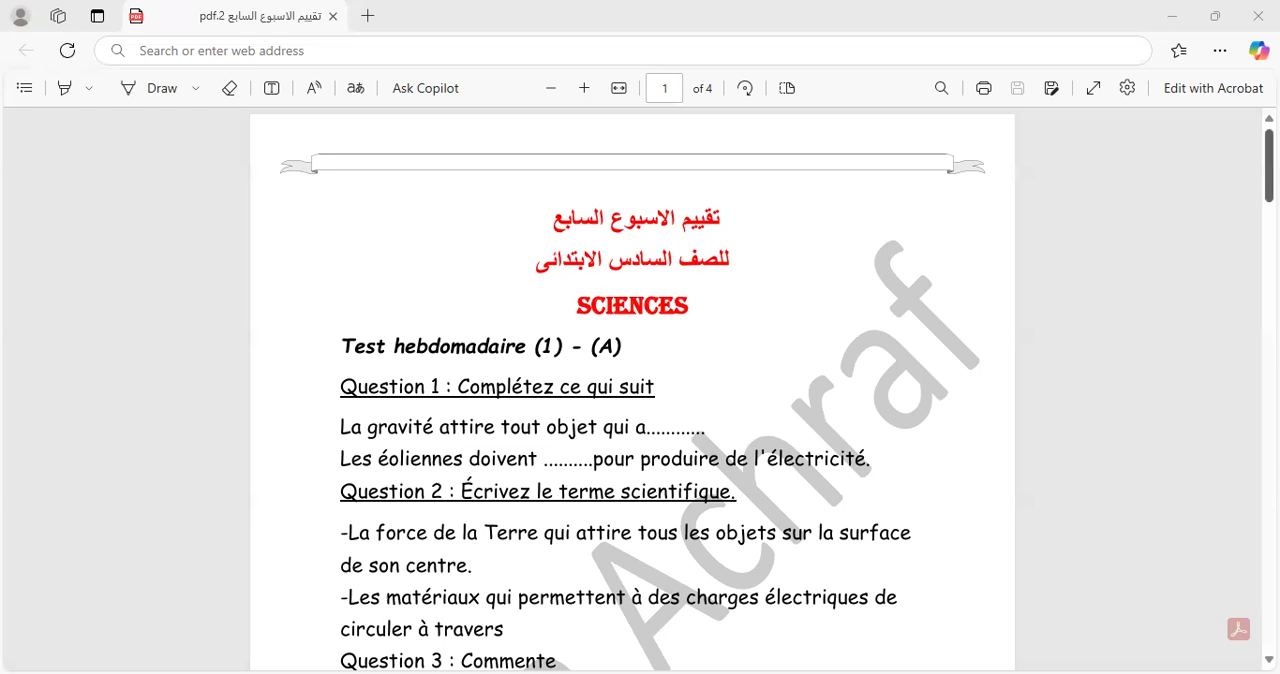 تقييم الاسبوع السابع 2.pdf
Search or enter web address
Draw
aあ
Ask Copilot
1 of 4
Edit with Acrobat
تقييم الاسبوع السابع
للصف السادس الابتدائى
SCIENCES
Test hebdomadaire (1) - (A)
Question 1 : Complétez ce qui suit
La gravité attire tout objet qui a............
Les éoliennes doivent ..........pour produire de l'électricité.
Question 2 : Écrivez le terme scientifique.
-La force de la Terre qui attire tous les objets sur la surface
de son centre.
-Les matériaux qui permettent à des charges électriques de
circuler à travers
Question 3 : Commente
Achraf